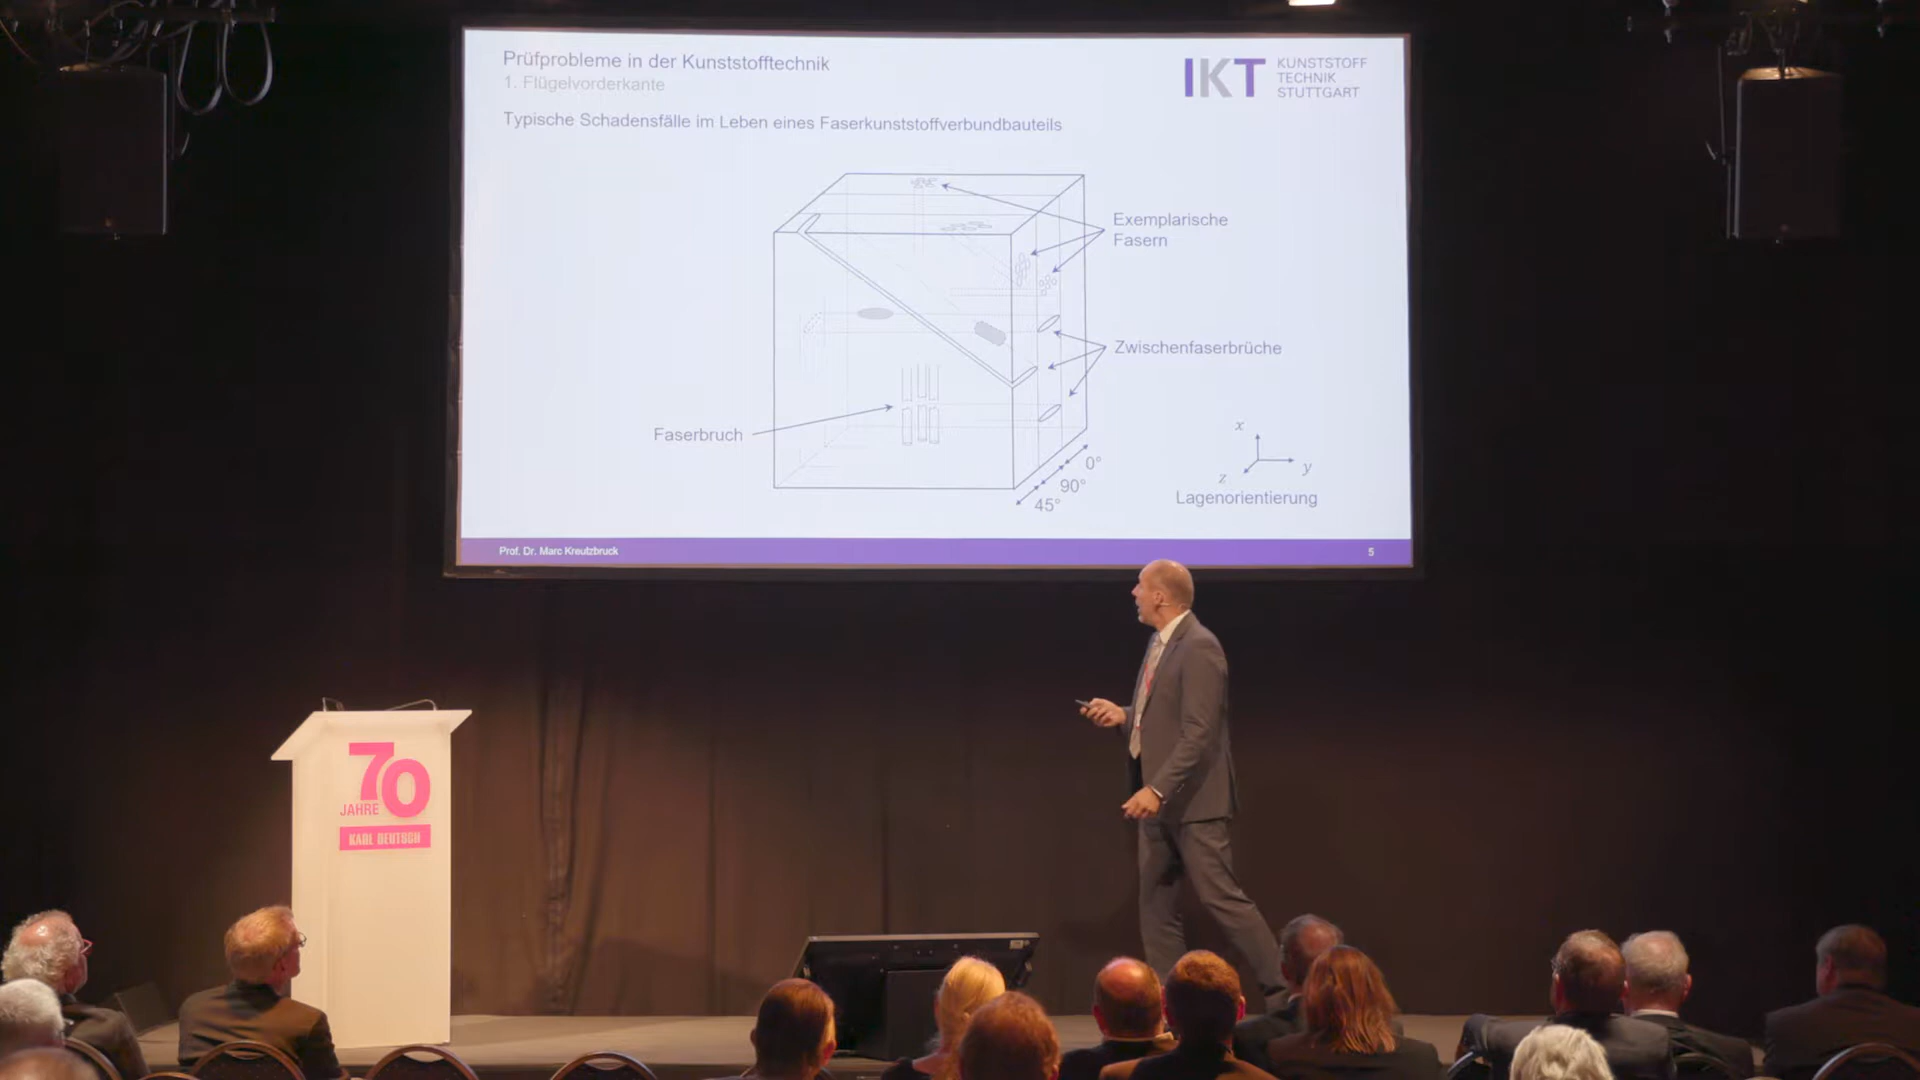 Prüfprobleme in der Kunststofftechnik
1. Flügelvorderkante
Typische Schadensfälle im Leben eines Faserkunststoffverbundbauteils
IKT
KUNSTSTOFF
TECHNIK
STUTTGART
Exemplarische
Fasern
Zwischenfaserbrüche
Faserbruch
0°
90°
45°
x
y
z
Lagenorientierung
Prof. Dr. Marc Kreutzbruck
5
70
JAHRE
KARL DEUTSCH